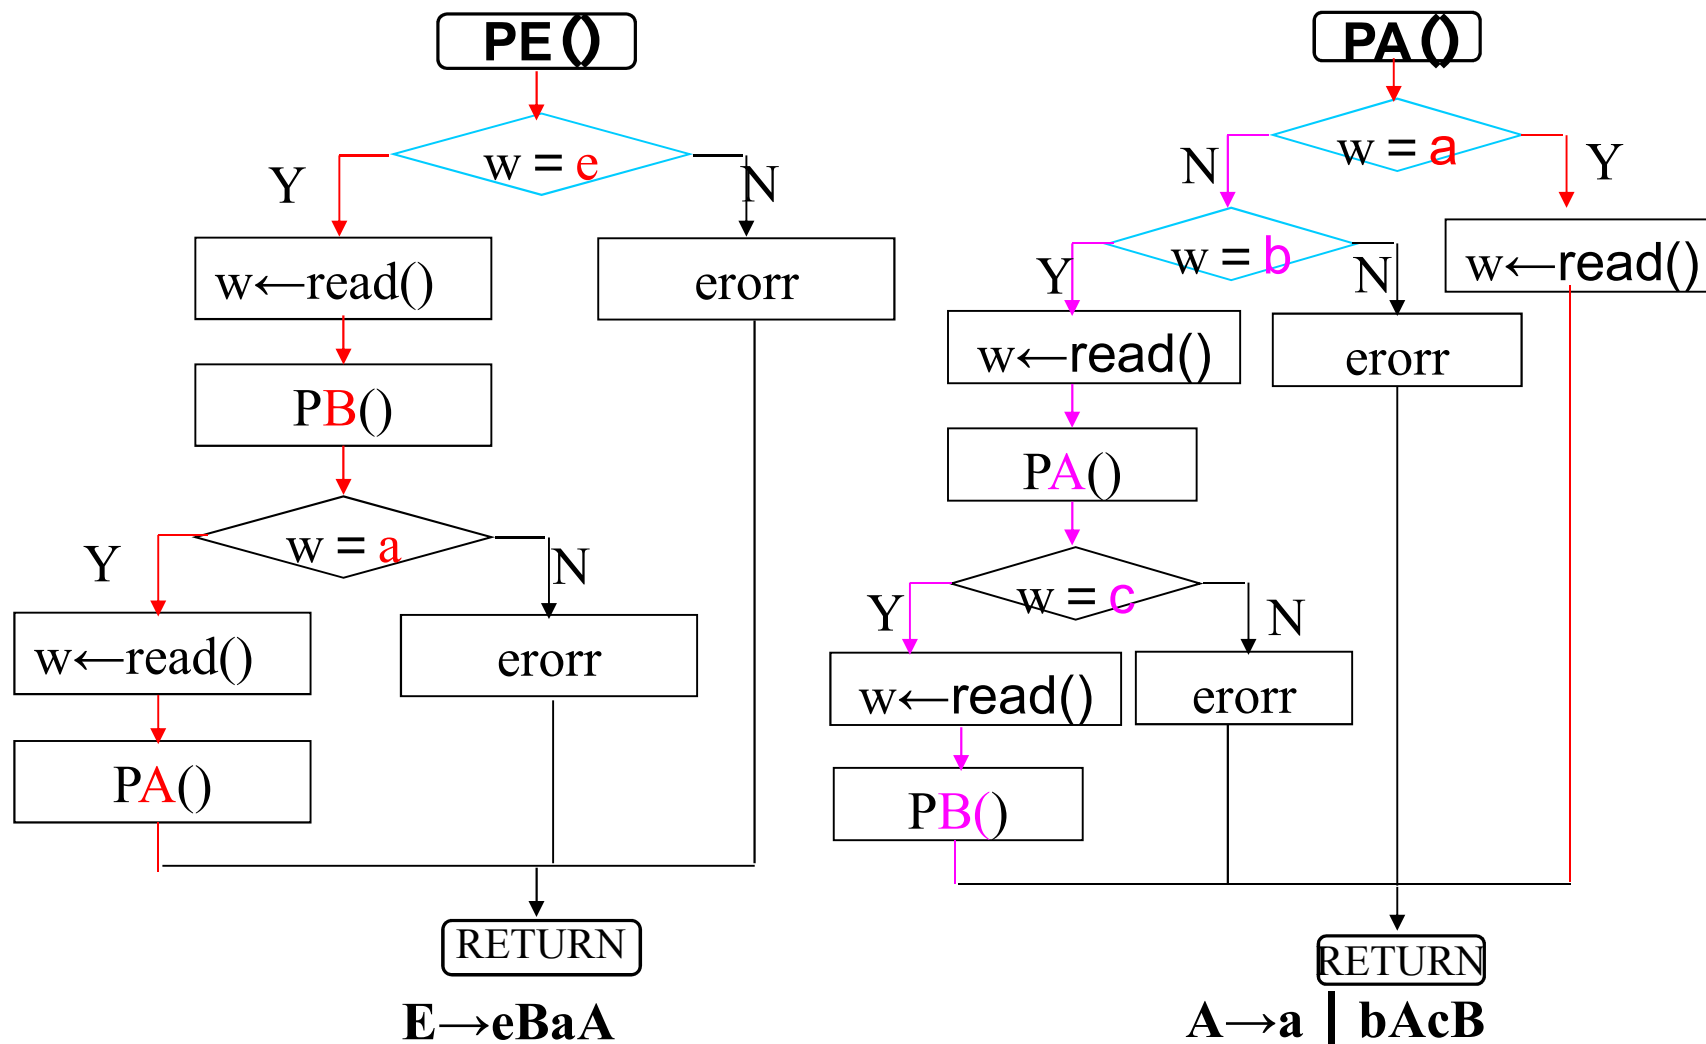 PE()
w = e
Y
N
w←read()
erorr
PB()
w = a
Y
N
w←read()
erorr
PA()
RETURN
E→eBaA
PA()
w = a
N
Y
w = b
w←read()
Y
N
w←read()
erorr
PA()
w = c
Y
N
w←read()
erorr
PB()
RETURN
A→a | bAcB